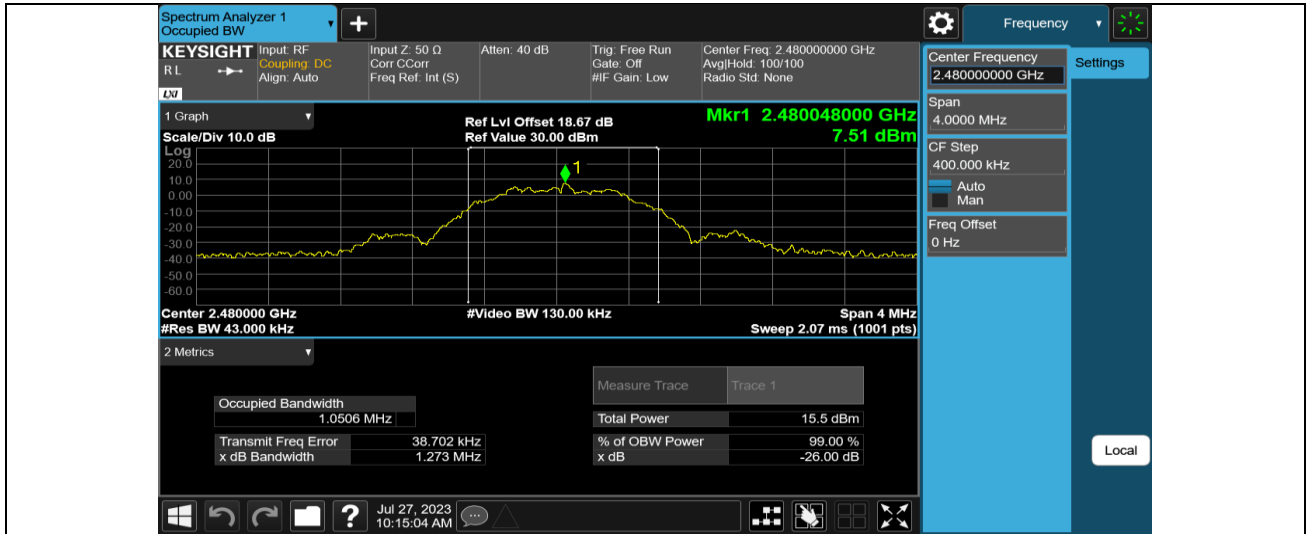 Spectrum Analyzer 1
Occupied BW
Frequency
KEYSIGHT
RL
LXI
Input: RF
Coupling: DC
Align: Auto
Input Z: 50 Ω
Corr CCorr
Freq Ref: Int (S)
Atten: 40 dB
Trig: Free Run
Gate: Off
#IF Gain: Low
Center Freq: 2.480000000 GHz
Avg|Hold: 100/100
Radio Std: None
Center Frequency
2.480000000 GHz
Settings
Span
4.0000 MHz
CF Step
400.000 kHz
Auto
Man
Freq Offset
0 Hz
Local
1 Graph
Scale/Div 10.0 dB
Ref Lvl Offset 18.67 dB
Ref Value 30.00 dBm
Mkr1 2.480048000 GHz
7.51 dBm
Log
20.0
10.0
0.00
-10.0
-20.0
-30.0
-40.0
-50.0
-60.0
1
Center 2.480000 GHz
#Res BW 43.000 kHz
#Video BW 130.00 kHz
Span 4 MHz
Sweep 2.07 ms (1001 pts)
2 Metrics
Measure Trace Trace 1
Occupied Bandwidth
1.0506 MHz
Total Power 15.5 dBm
Transmit Freq Error 38.702 kHz
% of OBW Power 99.00 %
x dB Bandwidth 1.273 MHz
x dB -26.00 dB
?
Jul 27, 2023
10:15:04 AM